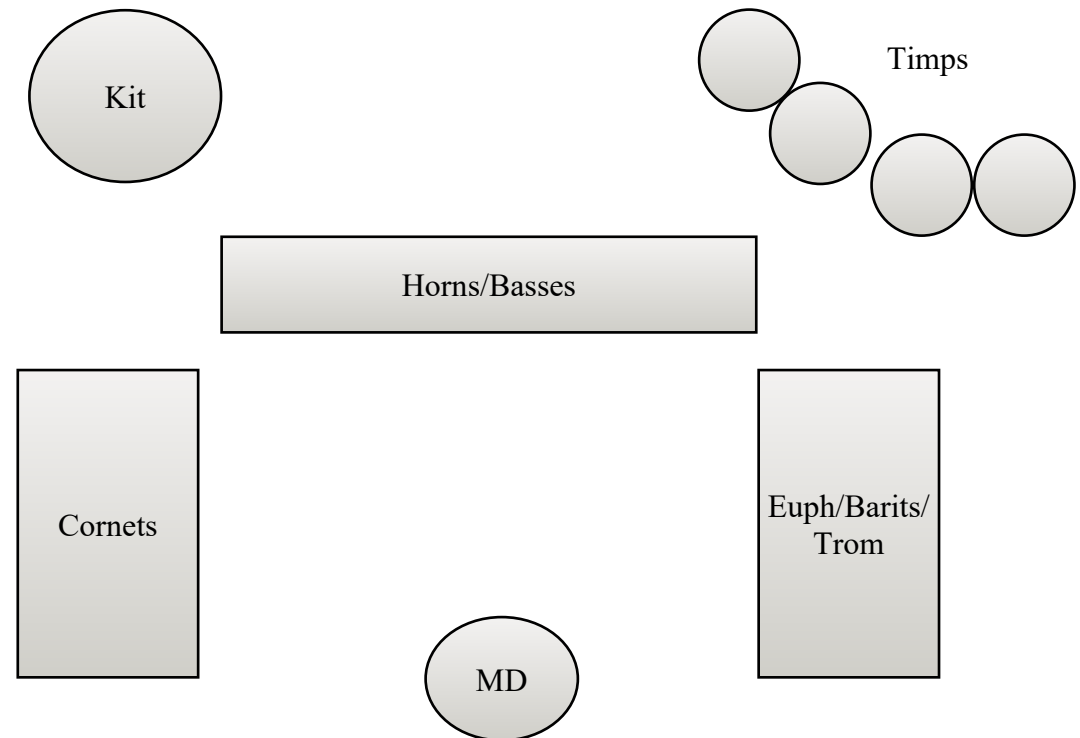 Kit
Timps
Horns/Basses
Cornets
Euph/Barits/
Trom
MD